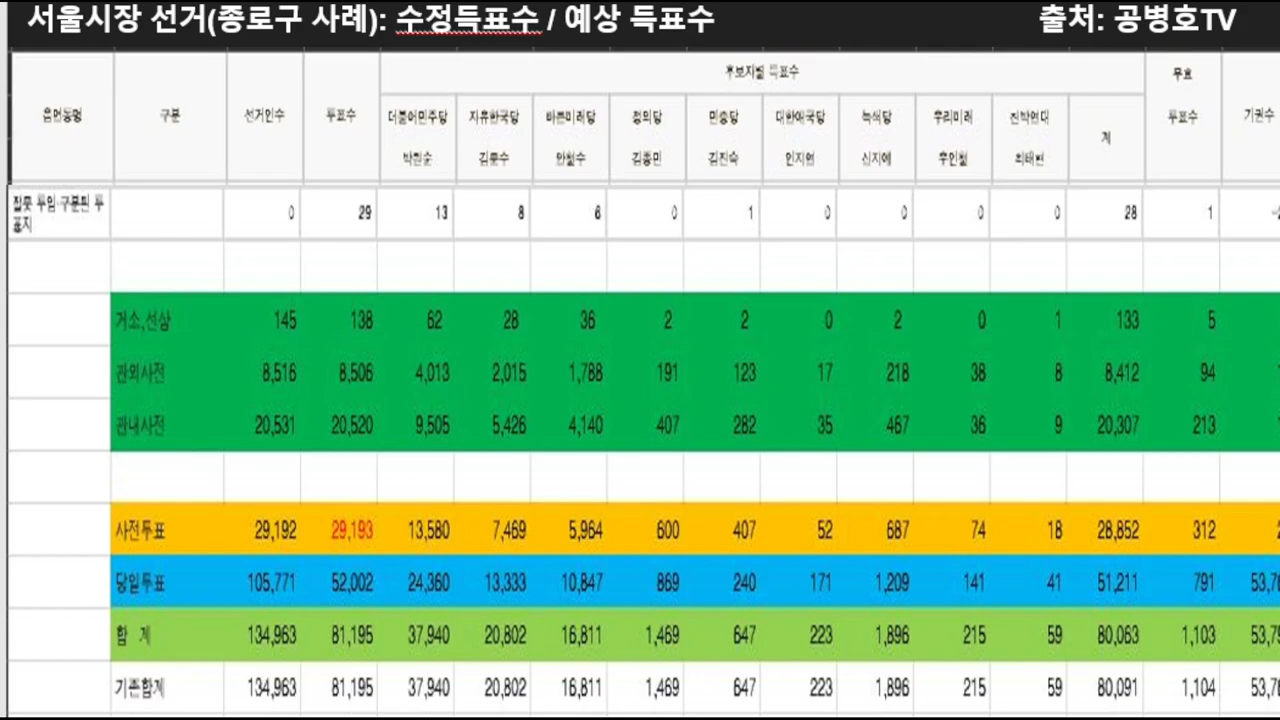 서울시장 선거(종로구 사례): 수정득표수 / 예상 득표수 출처: 공병호TV
후보자별 득표수 무효
읍면동명 구분 선거인수 투표수 더불어민주당 자유한국당 바른미래당 정의당 민중당 대한애국당 녹색당 우리미래 친박연대 계 투표수 기권수
박원순 김문수 안철수 김종민 김진숙 인지연 신지예 우인철 최태현
잘못 투입·구분된 투 0 29 13 8 6 0 1 0 0 0 0 28 1
표지
거소,선상 145 138 62 28 36 2 2 0 2 0 1 133 5
관외사전 8,516 8,506 4,013 2,015 1,788 191 123 17 218 38 8 8,412 94
관내사전 20,531 20,520 9,505 5,426 4,140 407 282 35 467 36 9 20,307 213
사전투표 29,192 29,193 13,580 7,469 5,964 600 407 52 687 74 18 28,852 312
당일투표 105,771 52,002 24,360 13,333 10,847 869 240 171 1,209 141 41 51,211 791
합 계 134,963 81,195 37,940 20,802 16,811 1,469 647 223 1,896 215 59 80,063 1,103
기존합계 134,963 81,195 37,940 20,802 16,811 1,469 647 223 1,896 215 59 80,091 1,104